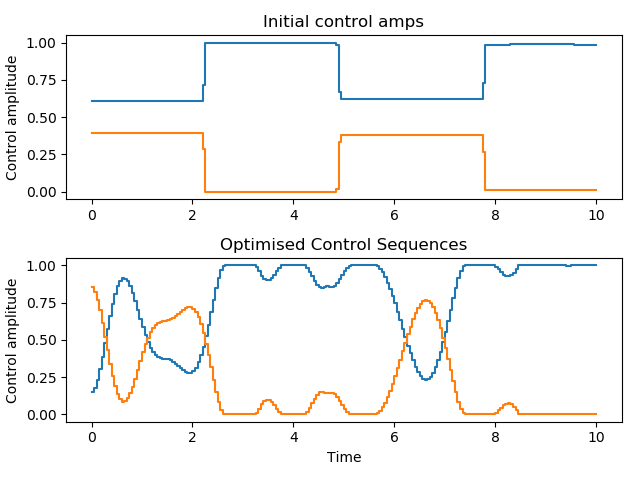 Initial control amps
Control amplitude
1.00
0.75
0.50
0.25
0.00
0 2 4 6 8 10
Optimised Control Sequences
Control amplitude
1.00
0.75
0.50
0.25
0.00
0 2 4 6 8 10
Time